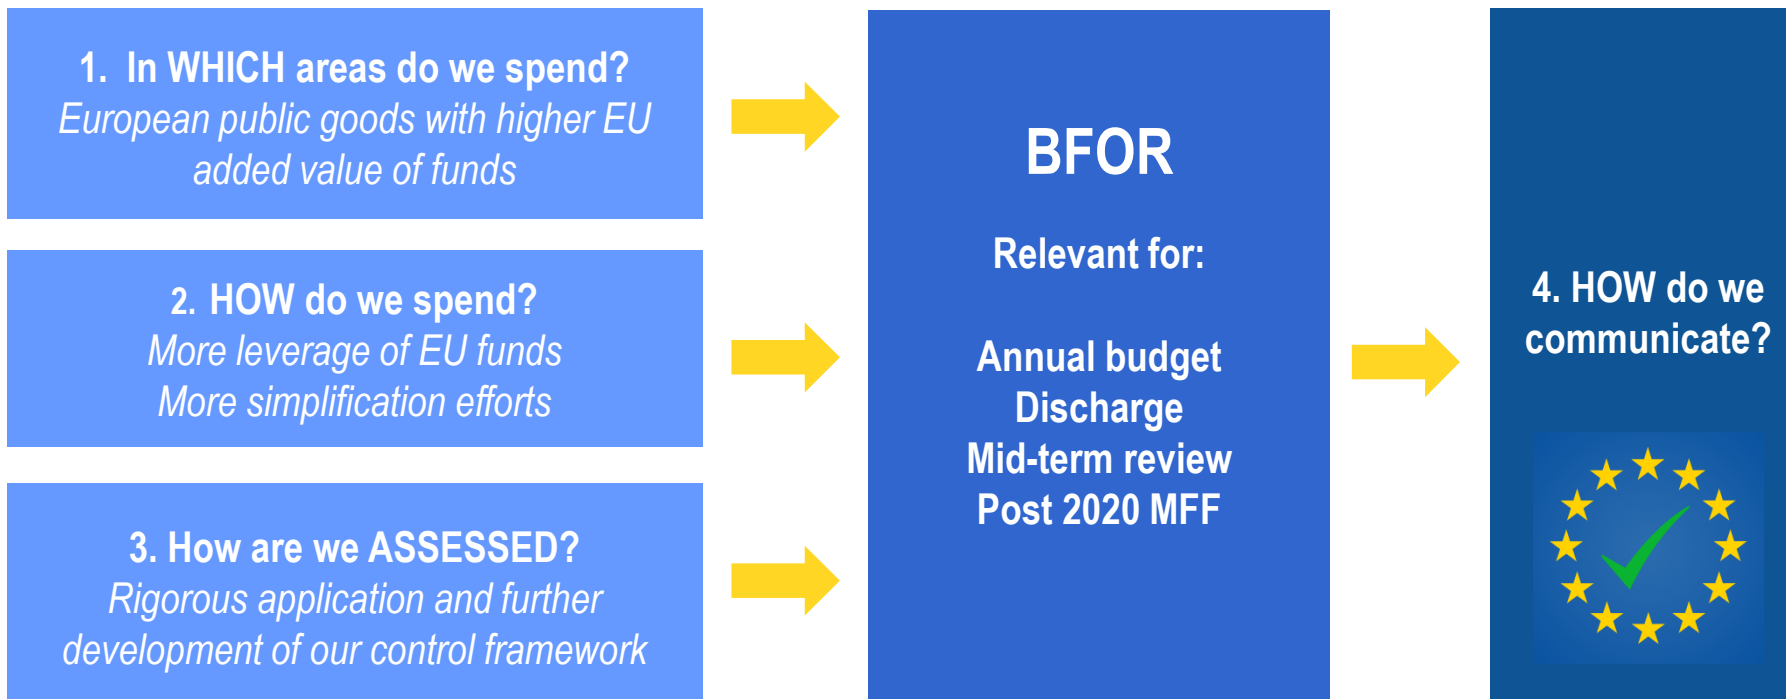 1. In WHICH areas do we spend?
European public goods with higher EU
added value of funds
2. HOW do we spend?
More leverage of EU funds
More simplification efforts
3. How are we ASSESSED?
Rigorous application and further
development of our control framework
BFOR
Relevant for:
Annual budget
Discharge
Mid-term review
Post 2020 MFF
4. HOW do we
communicate?